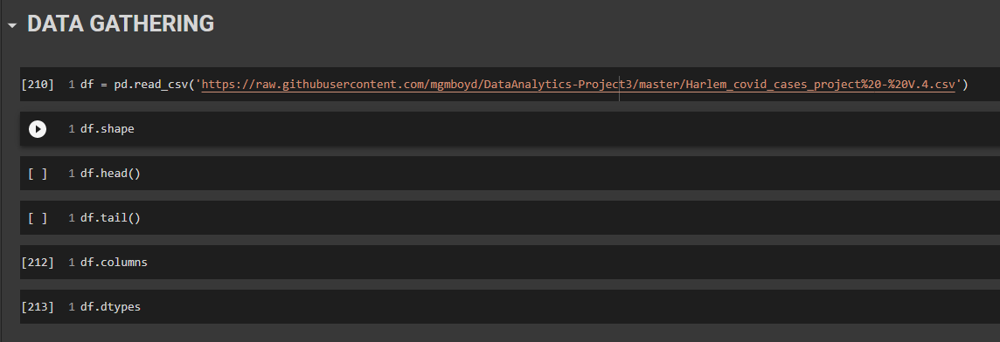 DATA GATHERING
[210] 1 df = pd.read_csv('https://raw.githubusercontent.com/mgmboyd/DataAnalytics-Project3/master/Harlem_covid_cases_project%20-%20V.4.csv')
1 df.shape
[ ] 1 df.head()
[ ] 1 df.tail()
[212] 1 df.columns
[213] 1 df.dtypes